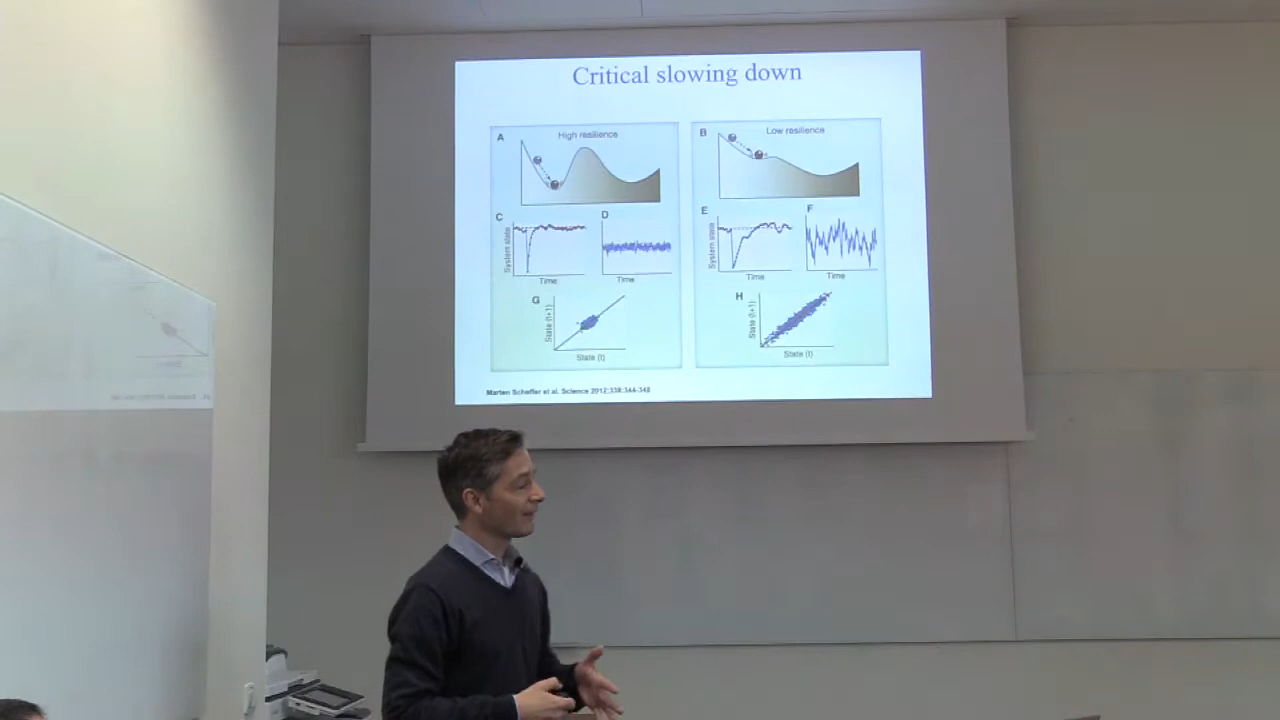 Critical slowing down
A High resilience
B Low resilience
C
D
E
F
System state
Time
Time
System state
Time
Time
G
H
State (t+1)
State (t)
State (t+1)
State (t)
Marten Scheffer et al. Science 2012;338:344-348